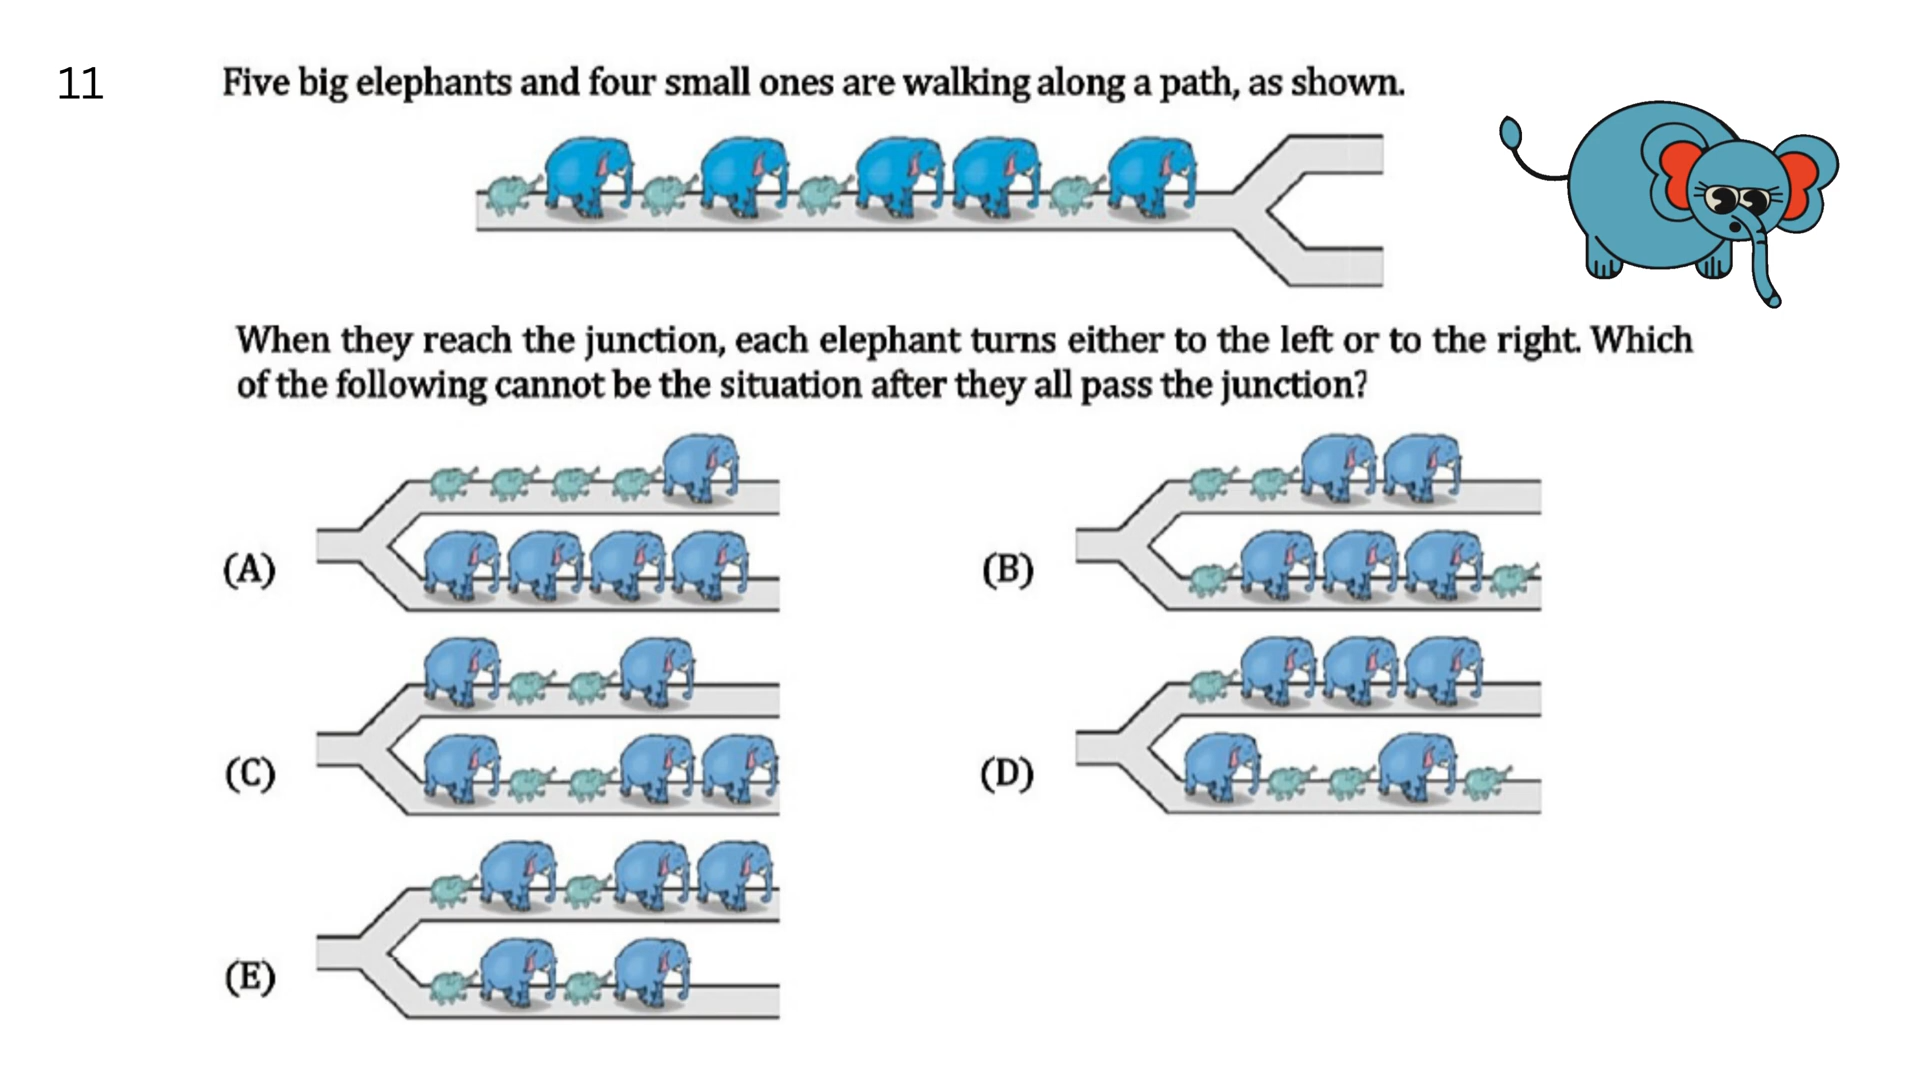 11
Five big elephants and four small ones are walking along a path, as shown.
When they reach the junction, each elephant turns either to the left or to the right. Which
of the following cannot be the situation after they all pass the junction?
(A)
(B)
(C)
(D)
(E)